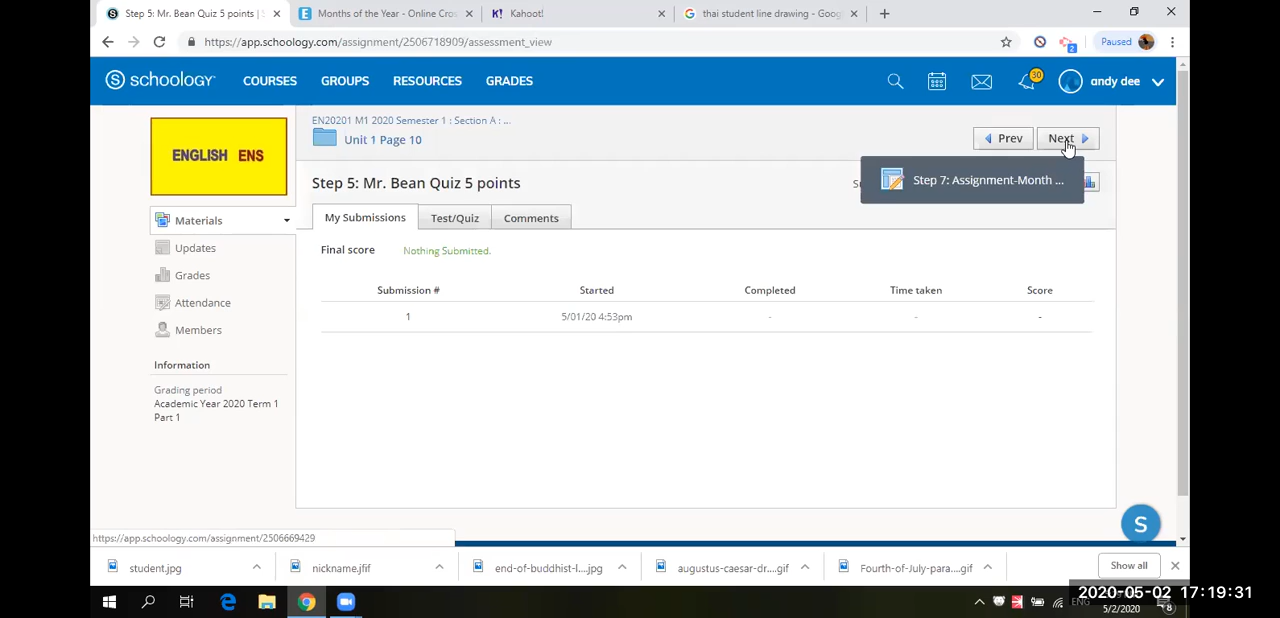 Step 5: Mr. Bean Quiz 5 points | S
Months of the Year - Online Cros
K! Kahoot!
thai student line drawing - Goog
https://app.schoology.com/assignment/2506718909/assessment_view
2
Paused
S schoology
COURSES GROUPS RESOURCES GRADES
30
andy dee
ENGLISH ENS
EN20201 M1 2020 Semester 1 : Section A : ...
Unit 1 Page 10
Prev
Next
Step 5: Mr. Bean Quiz 5 points
Step 7: Assignment-Month ...
My Submissions Test/Quiz Comments
Final score Nothing Submitted.
Submission # Started Completed Time taken Score
1 5/01/20 4:53pm - - -
Materials
Updates
Grades
Attendance
Members
Information
Grading period
Academic Year 2020 Term 1
Part 1
S
https://app.schoology.com/assignment/2506669429
student.jpg
nickname.jfif
end-of-buddhist-l....jpg
augustus-caesar-dr....gif
Fourth-of-July-para....gif
Show all
2020-05-02 17:19:31
ENG
5/2/2020
8